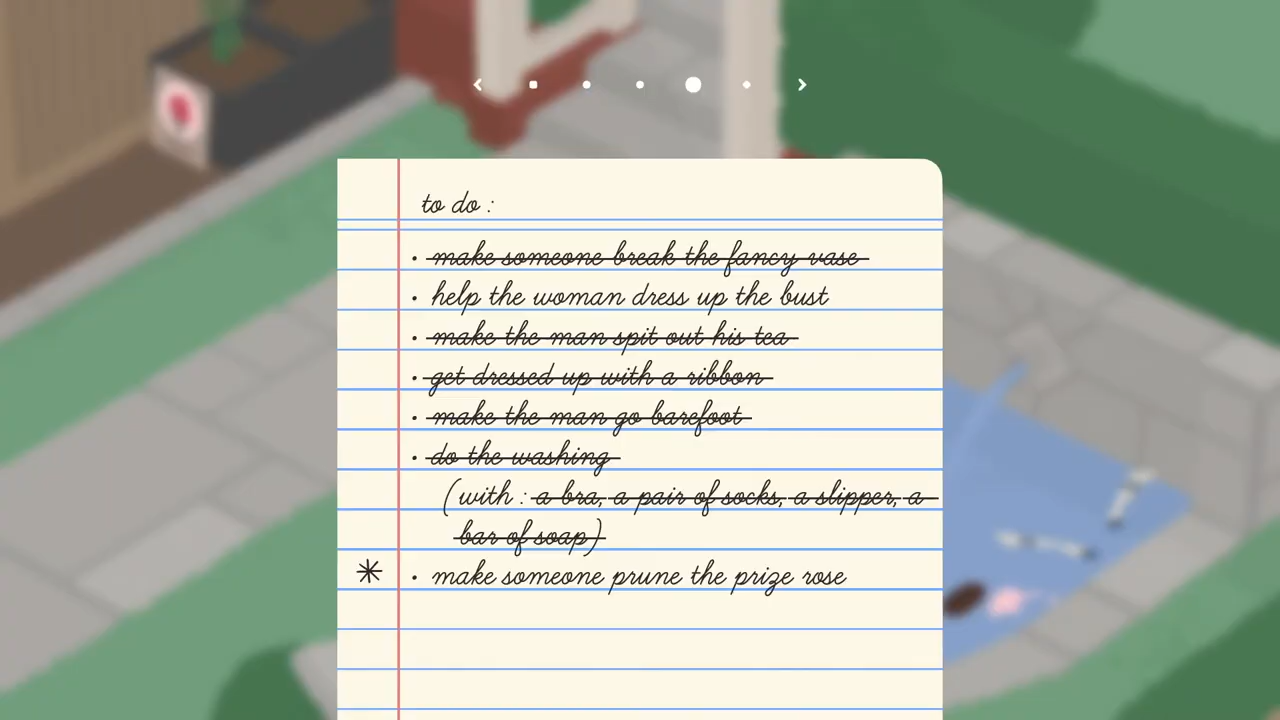 to do :
• make someone break the fancy vase
• help the woman dress up the bust
• make the man spit out his tea
• get dressed up with a ribbon
• make the man go barefoot
• do the washing
(with : a bra, a pair of socks, a slipper, a
bar of soap)
• make someone prune the prize rose